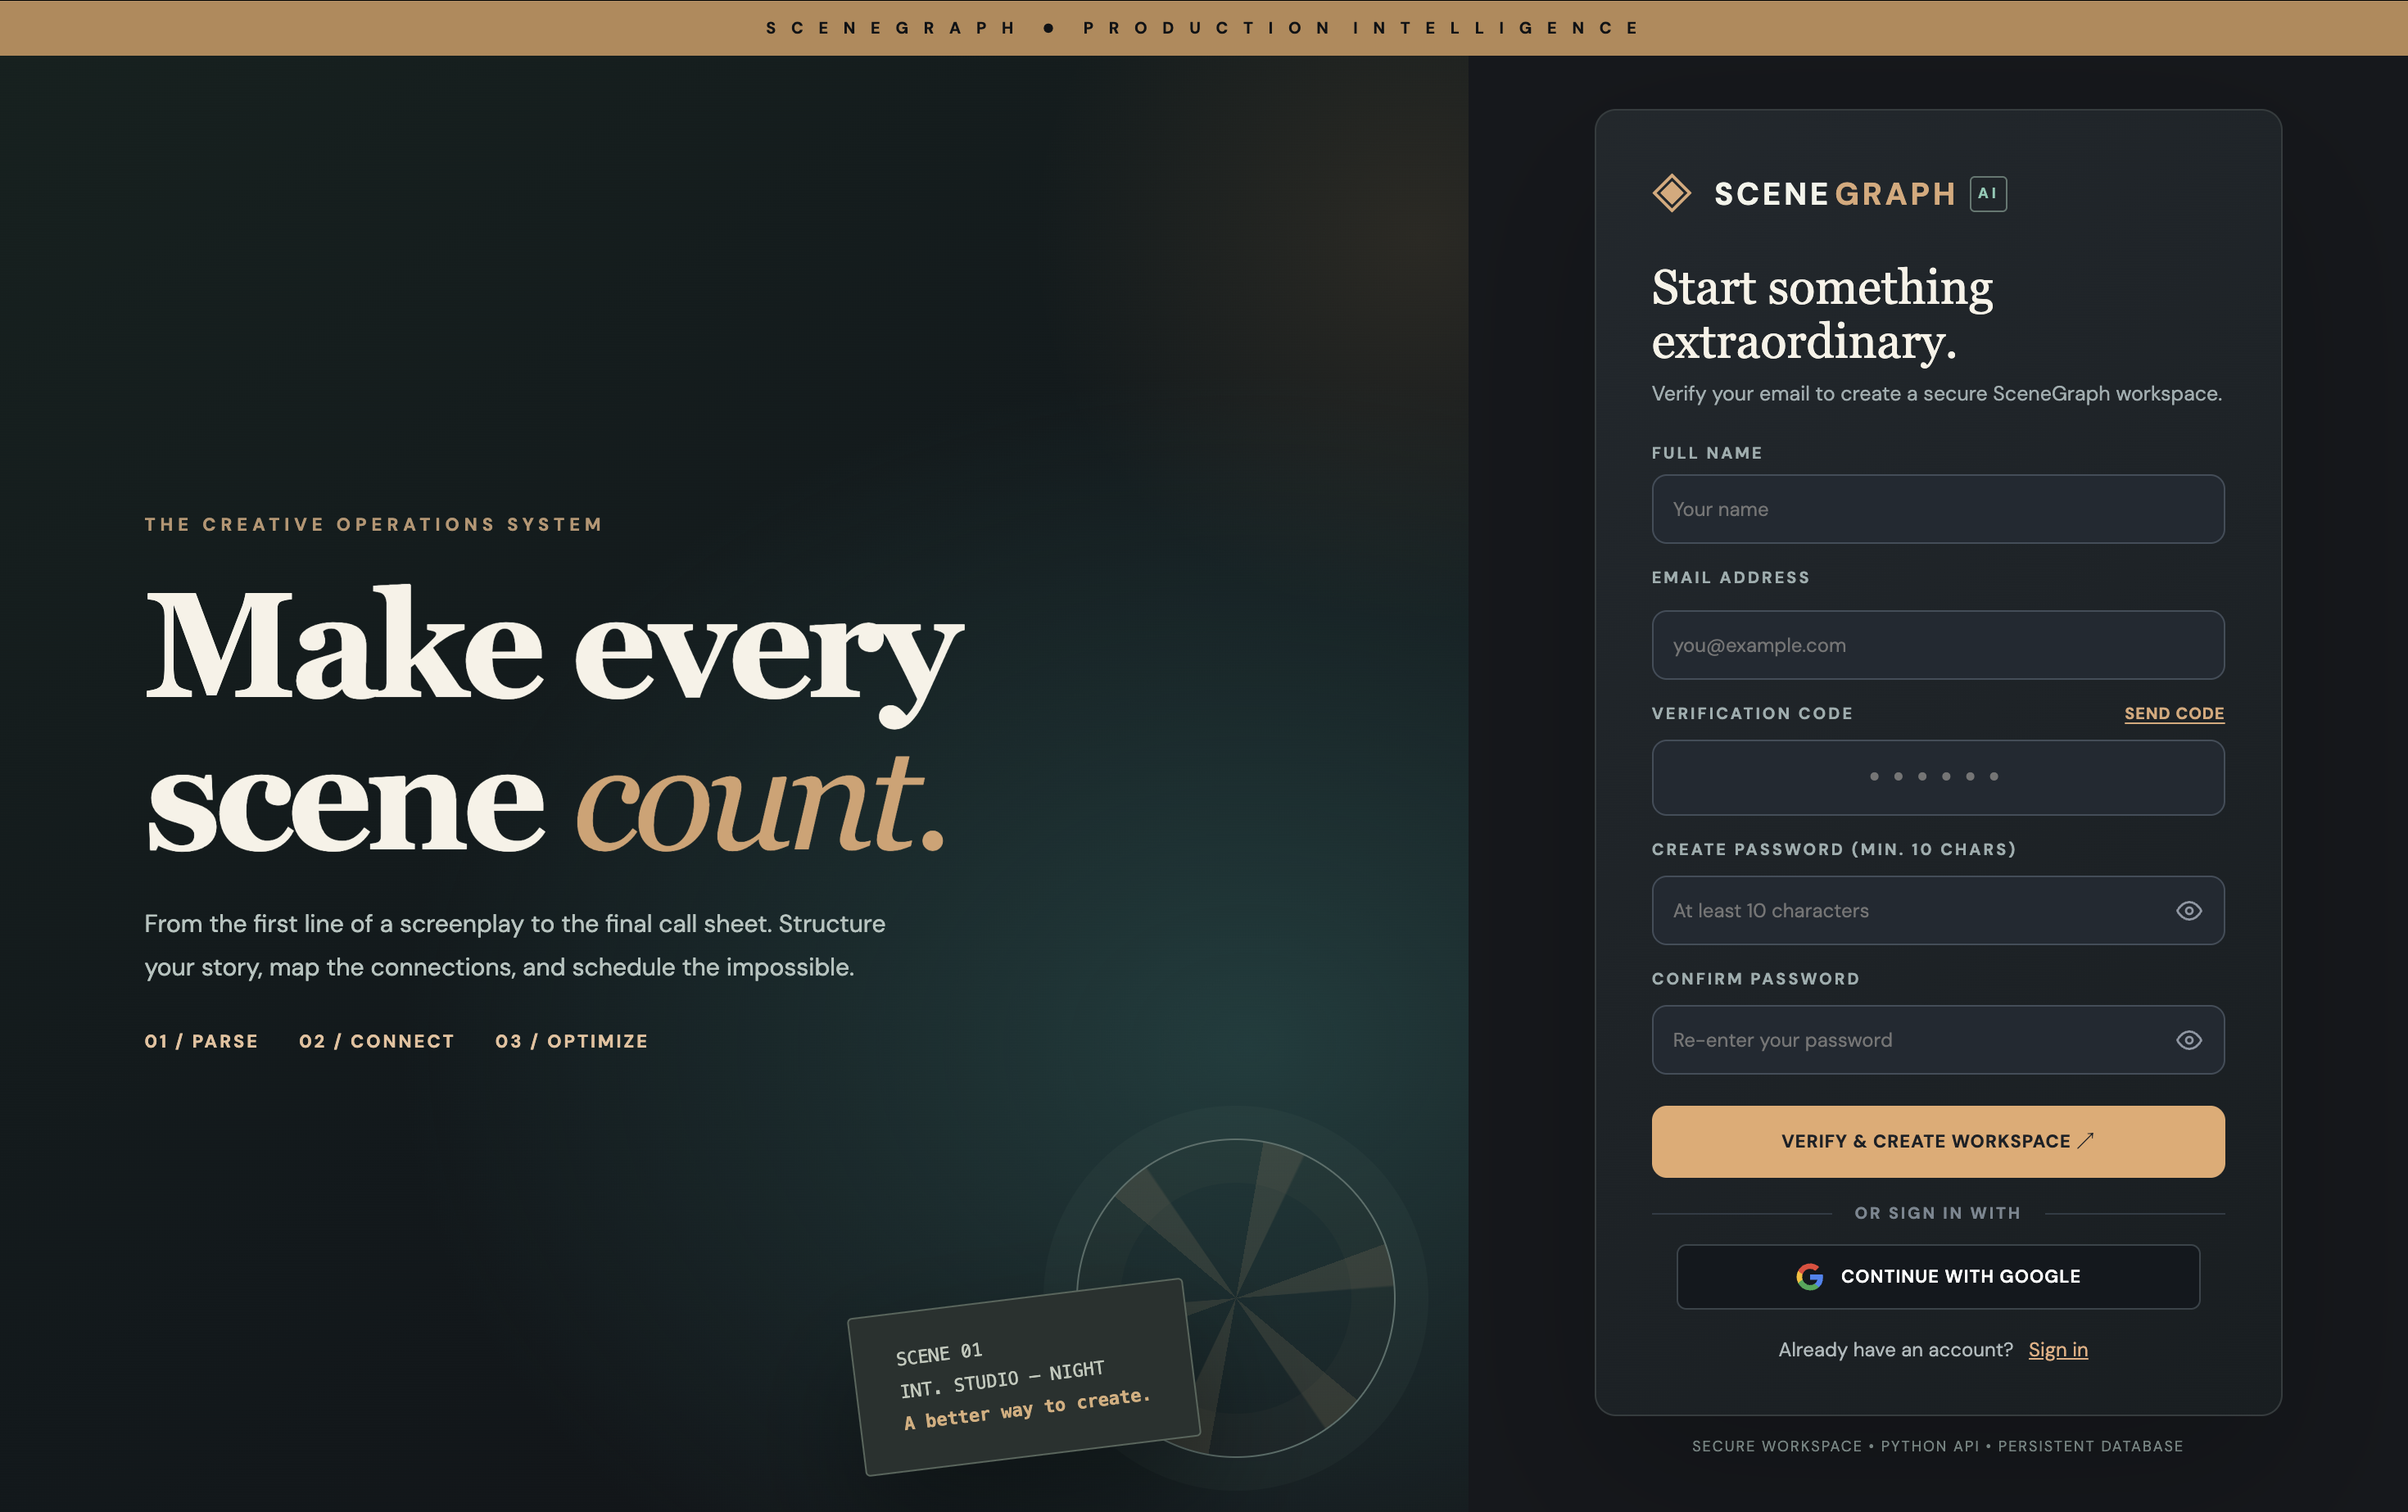 SCENEGRAPH ● PRODUCTION INTELLIGENCE
THE CREATIVE OPERATIONS SYSTEM
Make every
scene count.
From the first line of a screenplay to the final call sheet. Structure
your story, map the connections, and schedule the impossible.
01 / PARSE 02 / CONNECT 03 / OPTIMIZE
SCENE 01
INT. STUDIO — NIGHT
A better way to create.
SCENEGRAPH AI
Start something
extraordinary.
Verify your email to create a secure SceneGraph workspace.
FULL NAME
Your name
EMAIL ADDRESS
you@example.com
VERIFICATION CODE SEND CODE
••••••
CREATE PASSWORD (MIN. 10 CHARS)
At least 10 characters
CONFIRM PASSWORD
Re-enter your password
VERIFY & CREATE WORKSPACE ↗
OR SIGN IN WITH
CONTINUE WITH GOOGLE
Already have an account? Sign in
SECURE WORKSPACE • PYTHON API • PERSISTENT DATABASE